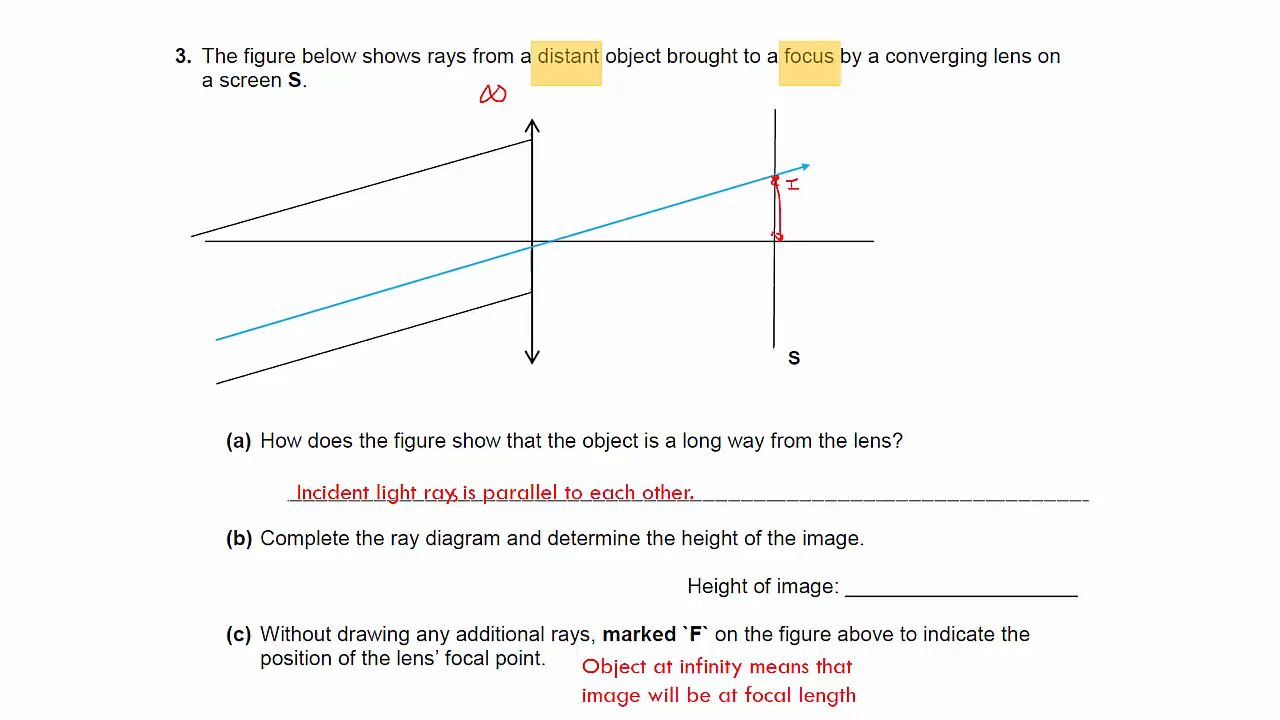 3. The figure below shows rays from a distant object brought to a focus by a converging lens on
a screen S.
∞
I
S
(a) How does the figure show that the object is a long way from the lens?
Incident light rays is parallel to each other.
(b) Complete the ray diagram and determine the height of the image.
Height of image: ____________________
(c) Without drawing any additional rays, marked `F` on the figure above to indicate the
position of the lens’ focal point.
Object at infinity means that
image will be at focal length